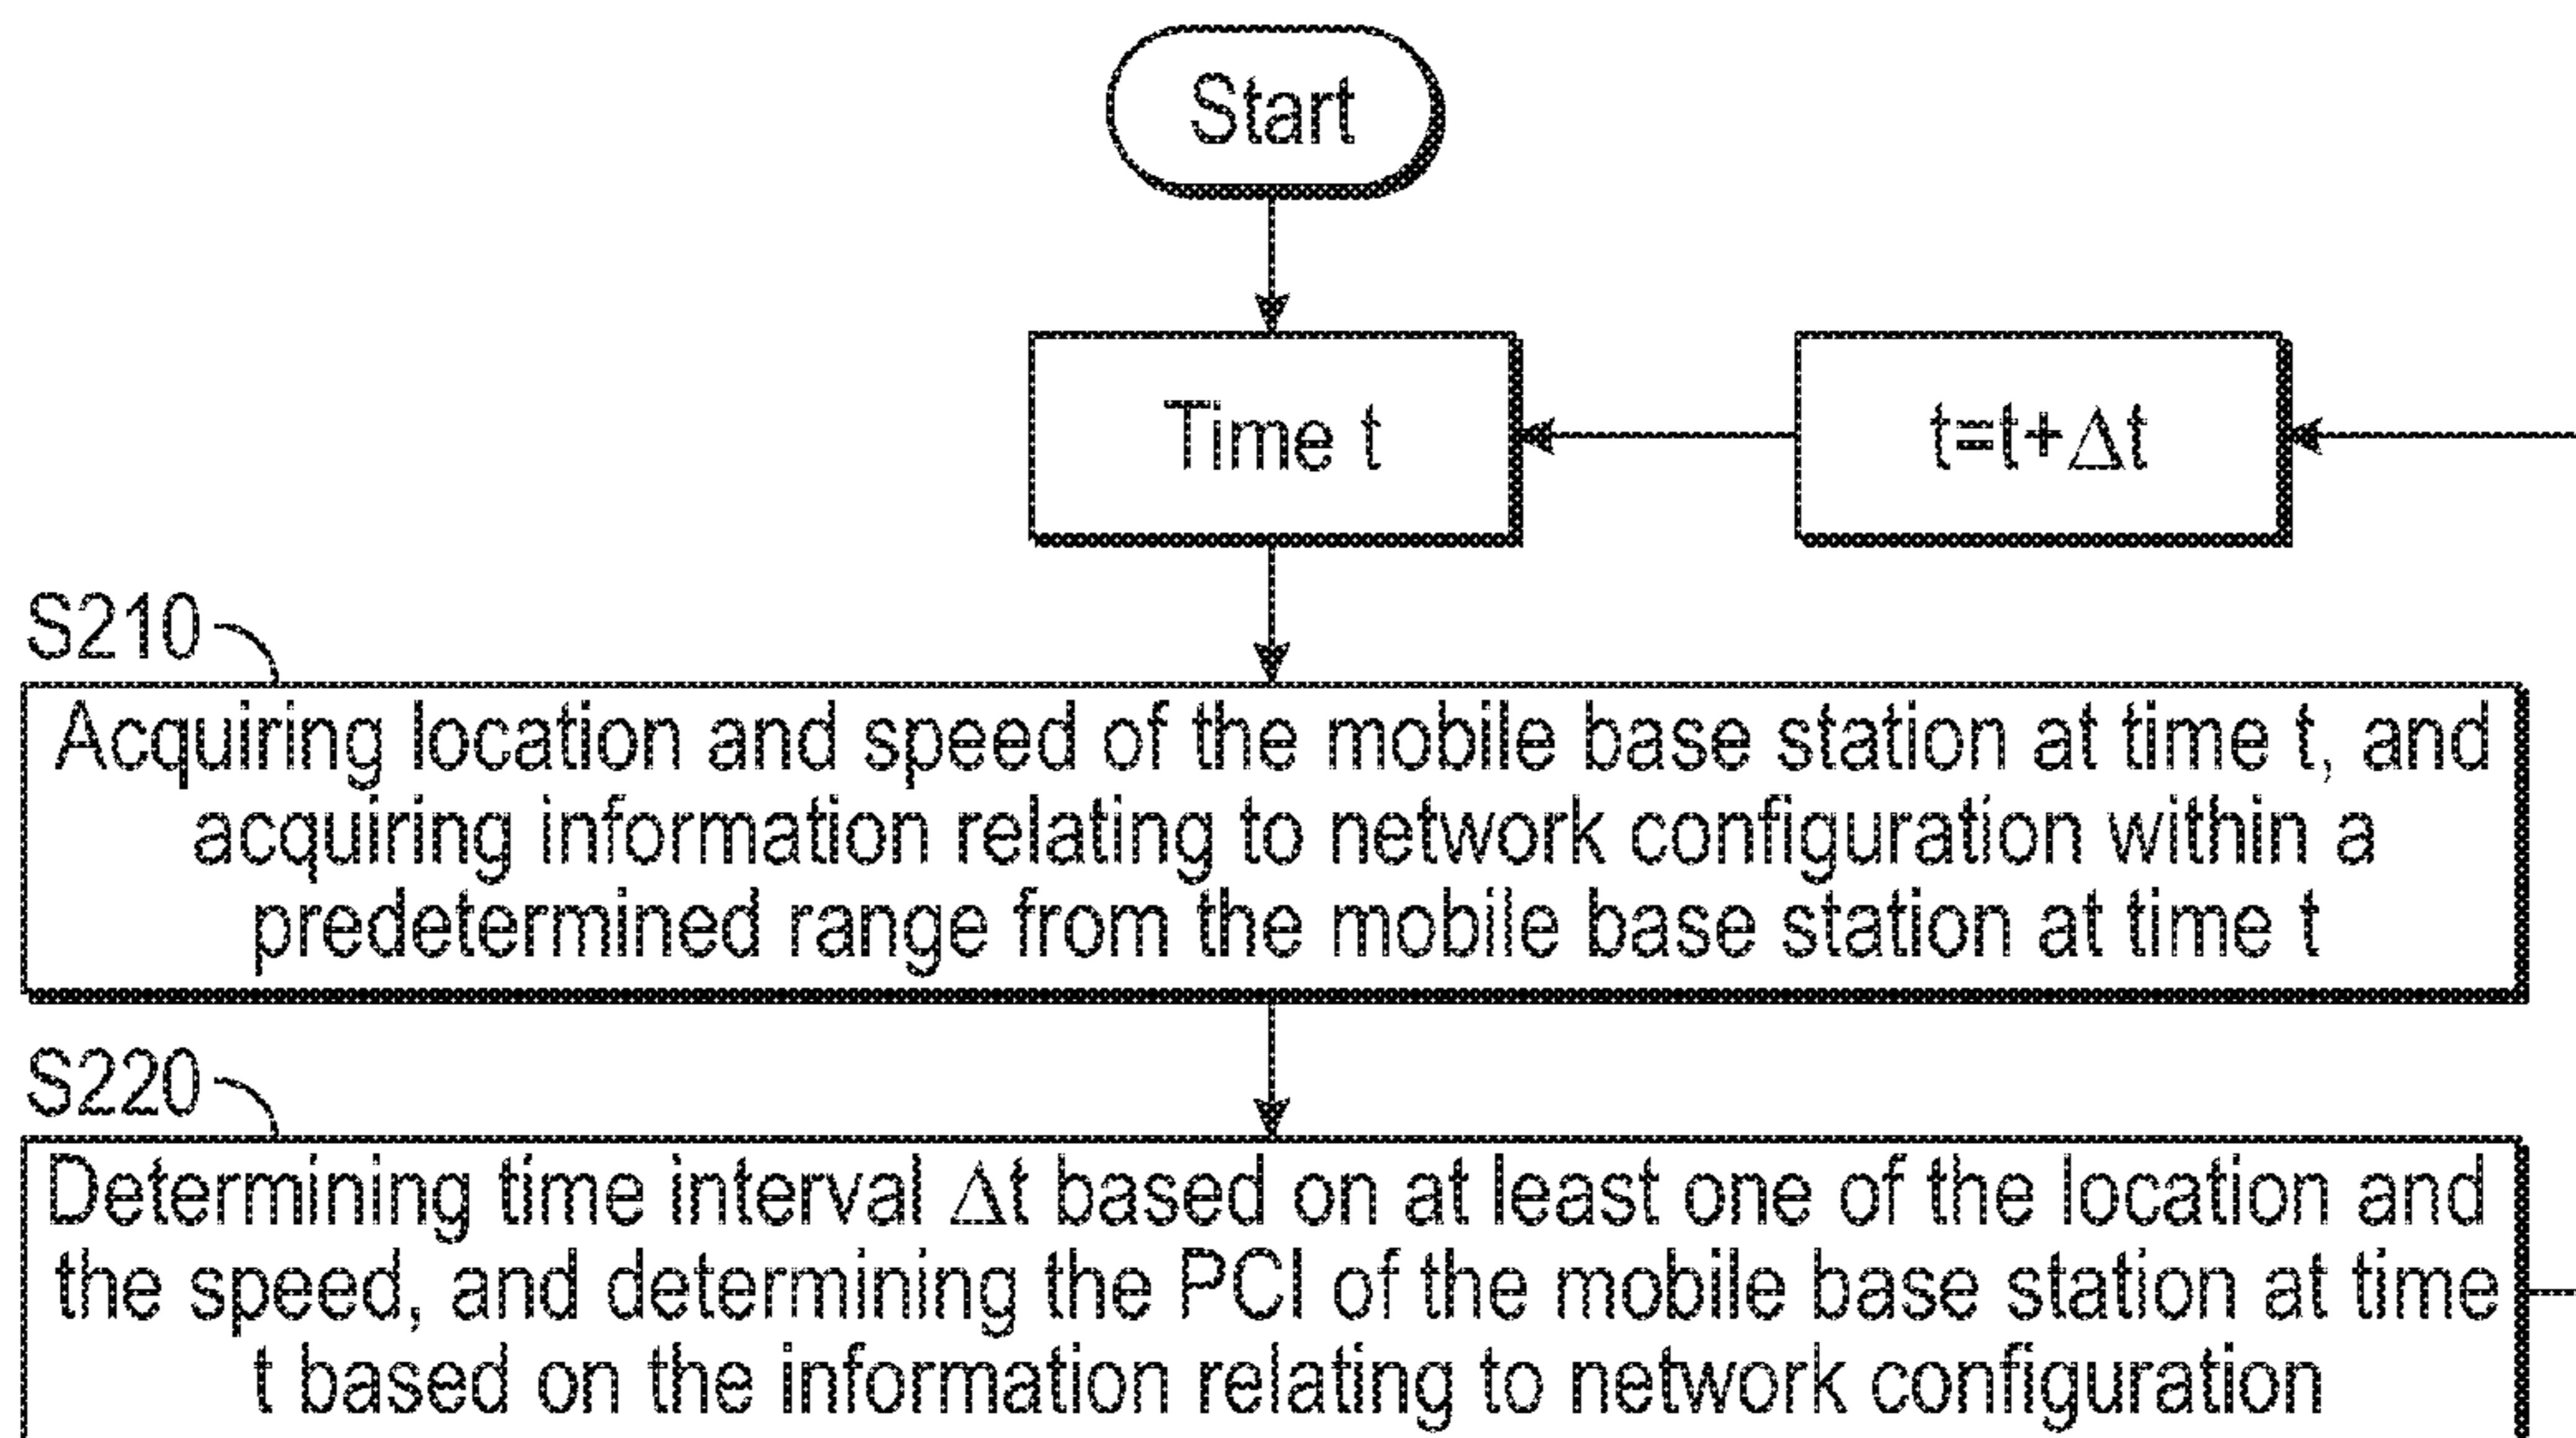 Start
Time t
t=t+Δt
S210
Acquiring location and speed of the mobile base station at time t, and
acquiring information relating to network configuration within a
predetermined range from the mobile base station at time t
S220
Determining time interval Δt based on at least one of the location and
the speed, and determining the PCI of the mobile base station at time
t based on the information relating to network configuration